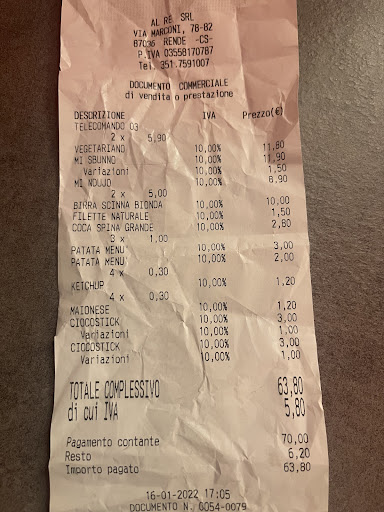 AL RE SRL
VIA MARCONI, 78-82
87036 RENDE -CS-
P.IVA 03558170787
Tel. 351.7591007
DOCUMENTO COMMERCIALE
di vendita o prestazione
DESCRIZIONE IVA Prezzo(€)
TELECOMANDO 03
2 x 5,90
VEGETARIANO 10,00% 11,80
MI SBUNNO 10,00% 11,90
Variazioni 10,00% 1,50
MI NDUJO 10,00% 8,90
2 x 5,00
BIRRA SCINNA BIONDA 10,00% 10,00
FILETTE NATURALE 10,00% 1,50
COCA SPINA GRANDE 10,00% 2,80
3 x 1,00
PATATA MENU' 10,00% 3,00
PATATA MENU' 10,00% 2,00
4 x 0,30
KETCHUP 10,00% 1,20
4 x 0,30
MAIONESE 10,00% 1,20
CIOCOSTICK 10,00% 3,00
Variazioni 10,00% 1,00
CIOCOSTICK 10,00% 3,00
Variazioni 10,00% 1,00
TOTALE COMPLESSIVO 63,80
di cui IVA 5,80
Pagamento contante 70,00
Resto 6,20
Importo pagato 63,80
16-01-2022 17:05
DOCUMENTO N. 6054-0079